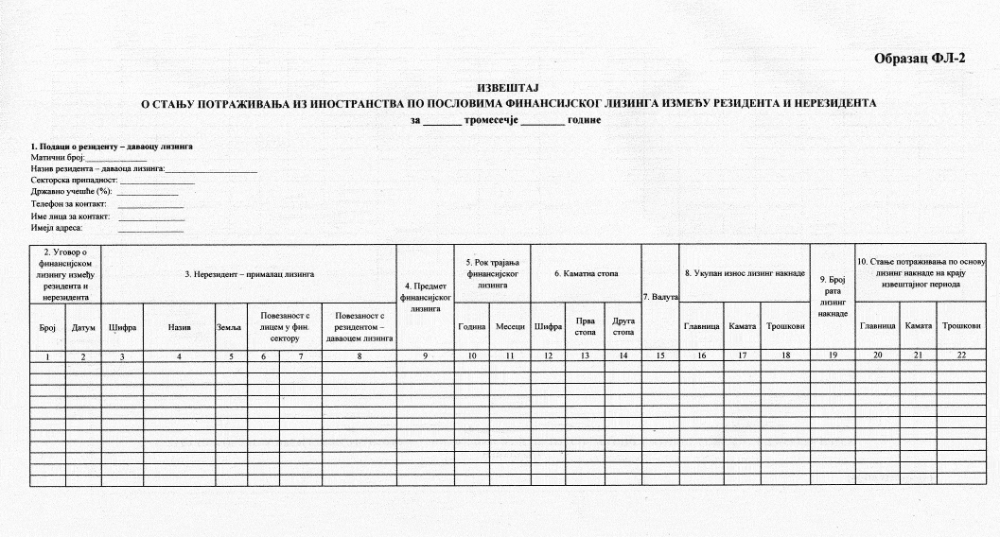 Образац ФЛ-2
ИЗВЕШТАЈ
О СТАЊУ ПОТРАЖИВАЊА ИЗ ИНОСТРАНСТВА ПО ПОСЛОВИМА ФИНАНСИЈСКОГ ЛИЗИНГА ИЗМЕЂУ РЕЗИДЕНТА И НЕРЕЗИДЕНТА
за _______ тромесечје ________ године
1. Подаци о резиденту – даваоцу лизинга
Матични број:______________
Назив резидента – даваоца лизинга:_____________________
Секторска припадност: _________________
Државно учешће (%): ______________
Телефон за контакт: _______________
Име лица за контакт: _______________
Имејл адреса: _______________
2. Уговор о
финансијском
лизингу између
резидента и
нерезидента
3. Нерезидент – прималац лизинга
4. Предмет
финансијског
лизинга
5. Рок трајања
финансијског
лизинга
6. Каматна стопа
7. Валута
8. Укупан износ лизинг накнаде
9. Број
рата
лизинг
накнаде
10. Стање потраживања по основу
лизинг накнаде на крају
извештајног периода
Број Датум Шифра Назив Земља
Повезаност с
лицем у фин.
сектору
Повезаност с
резидентом –
даваоцем лизинга
Година Месеци Шифра
Прва
стопа
Друга
стопа
Главница Камата Трошкови Главница Камата Трошкови
1 2 3 4 5 6 7 8 9 10 11 12 13 14 15 16 17 18 19 20 21 22